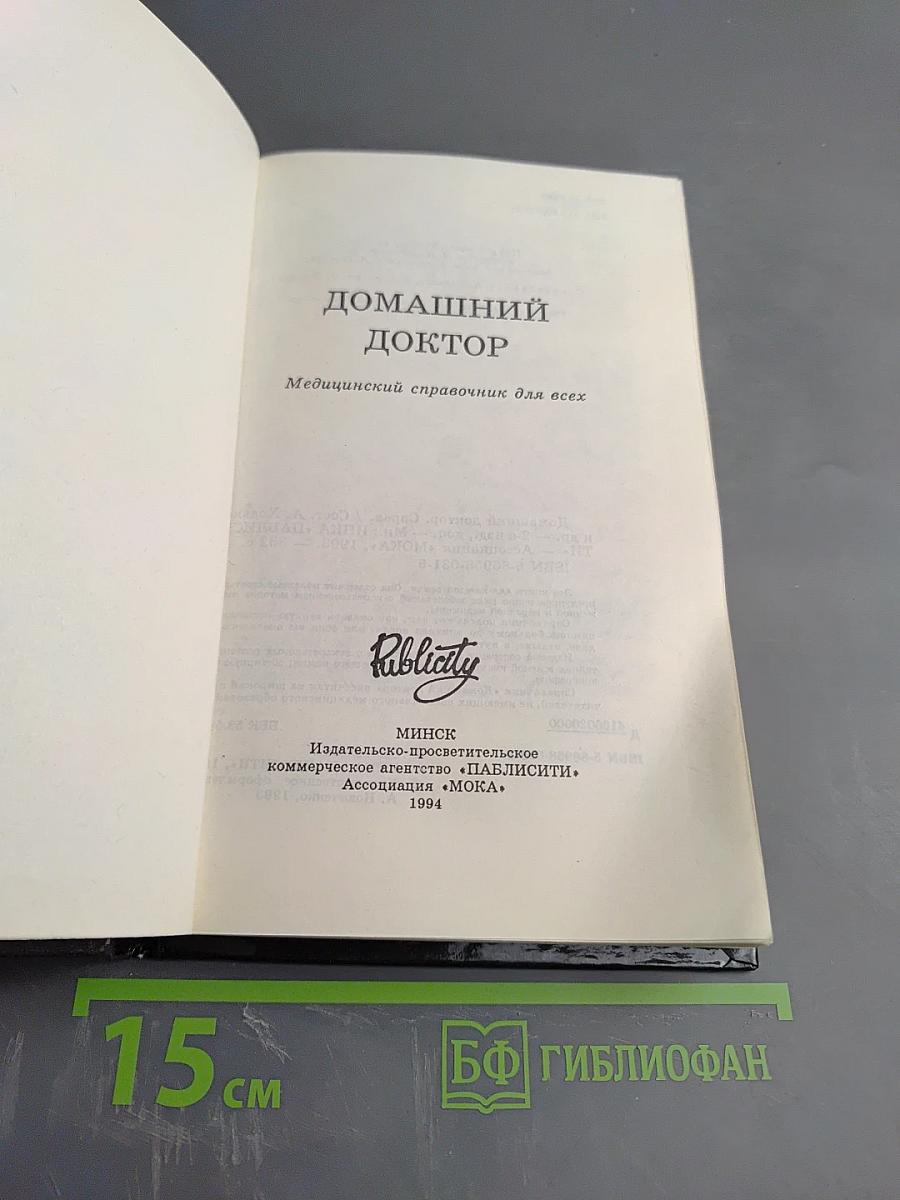 ДОМАШНИЙ
ДОКТОР
Медицинский справочник для всех
Publicity
МИНСК
Издательско-просветительское
коммерческое агентство «ПАБЛИСИТИ»
Ассоциация «МОКА»
1994
15 см
БФ ГИБЛИОФАН